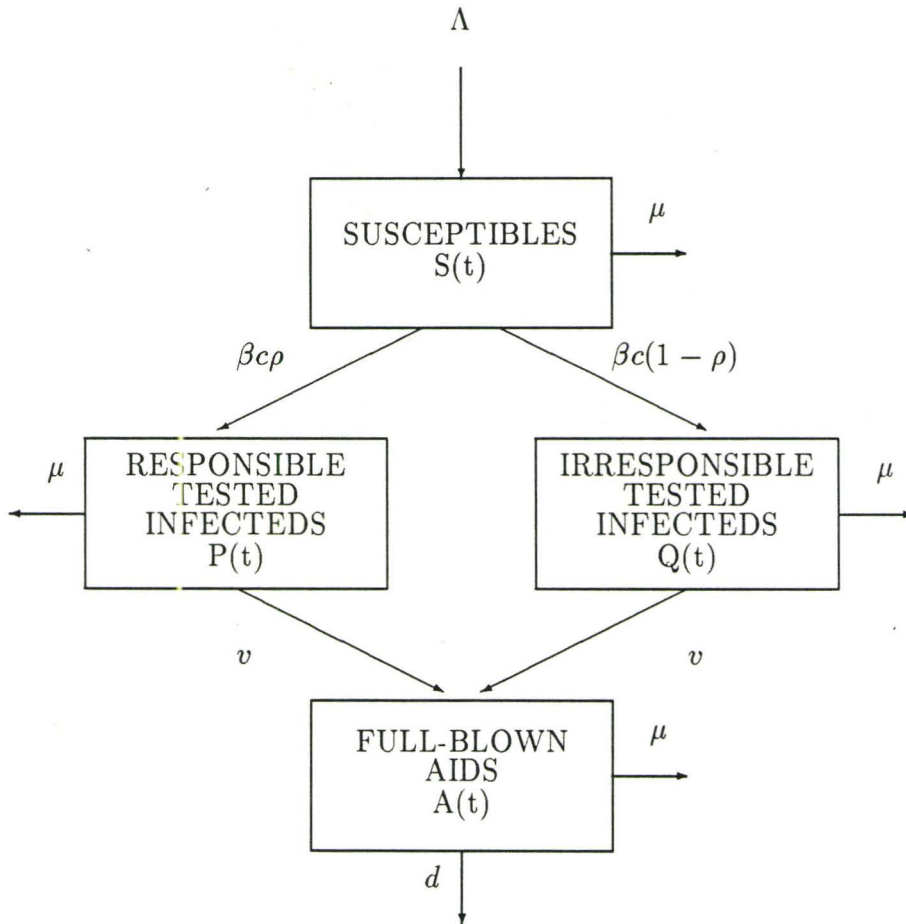 Λ
SUSCEPTIBLES
S(t)
μ
βcρ
βc(1 − ρ)
μ
RESPONSIBLE
TESTED
INFECTEDS
P(t)
IRRESPONSIBLE
TESTED
INFECTEDS
Q(t)
μ
v
v
FULL-BLOWN
AIDS
A(t)
μ
d